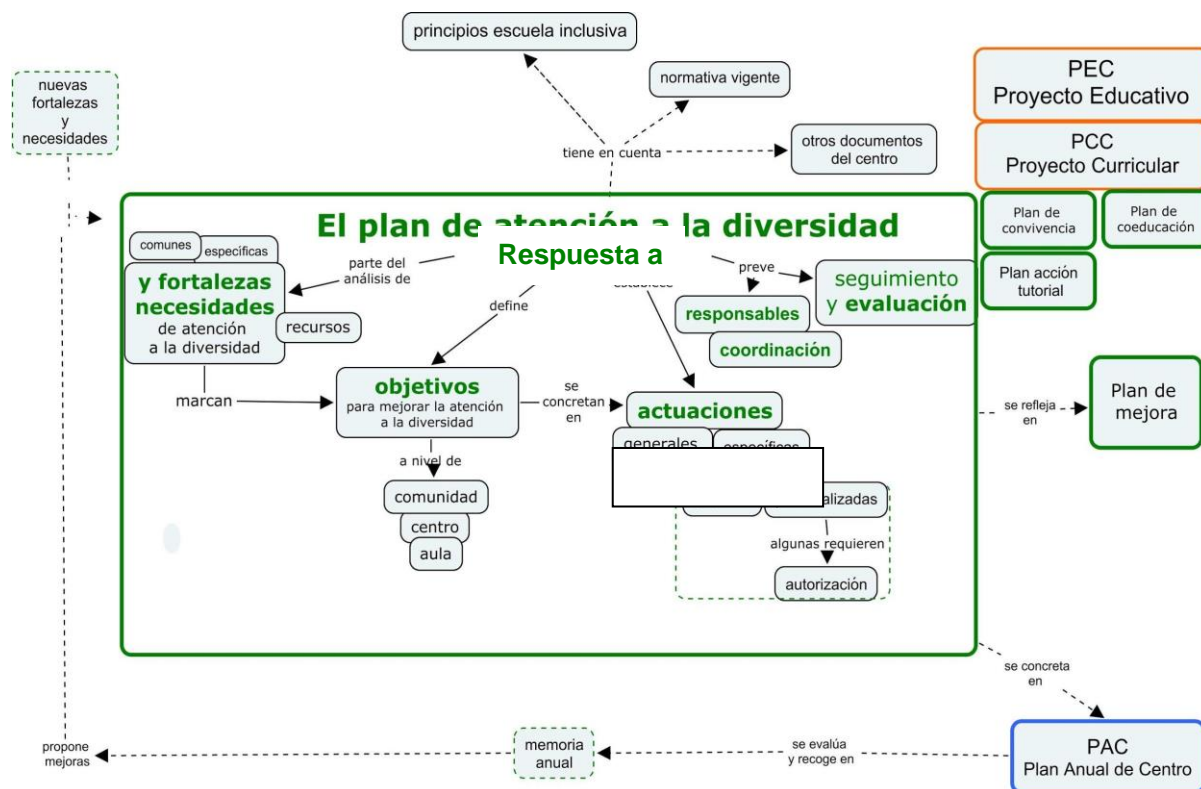 principios escuela inclusiva
normativa vigente
tiene en cuenta
otros documentos
del centro
nuevas
fortalezas
y
necesidades
PEC
Proyecto Educativo
PCC
Proyecto Curricular
Plan de
convivencia
Plan de
coeducación
Plan acción
tutorial
El plan de atención a la diversidad
Respuesta a
comunes
específicas
y fortalezas
necesidades
de atención
a la diversidad
recursos
parte del
análisis de
define
establece
preve
responsables
coordinación
seguimiento
y evaluación
marcan
objetivos
para mejorar la atención
a la diversidad
se
concretan
en
actuaciones
generales
específicas
a nivel de
comunidad
centro
aula
algunas requieren
autorización
se refleja
en
Plan de
mejora
se concreta
en
PAC
Plan Anual de Centro
se evalúa
y recoge en
memoria
anual
propone
mejoras